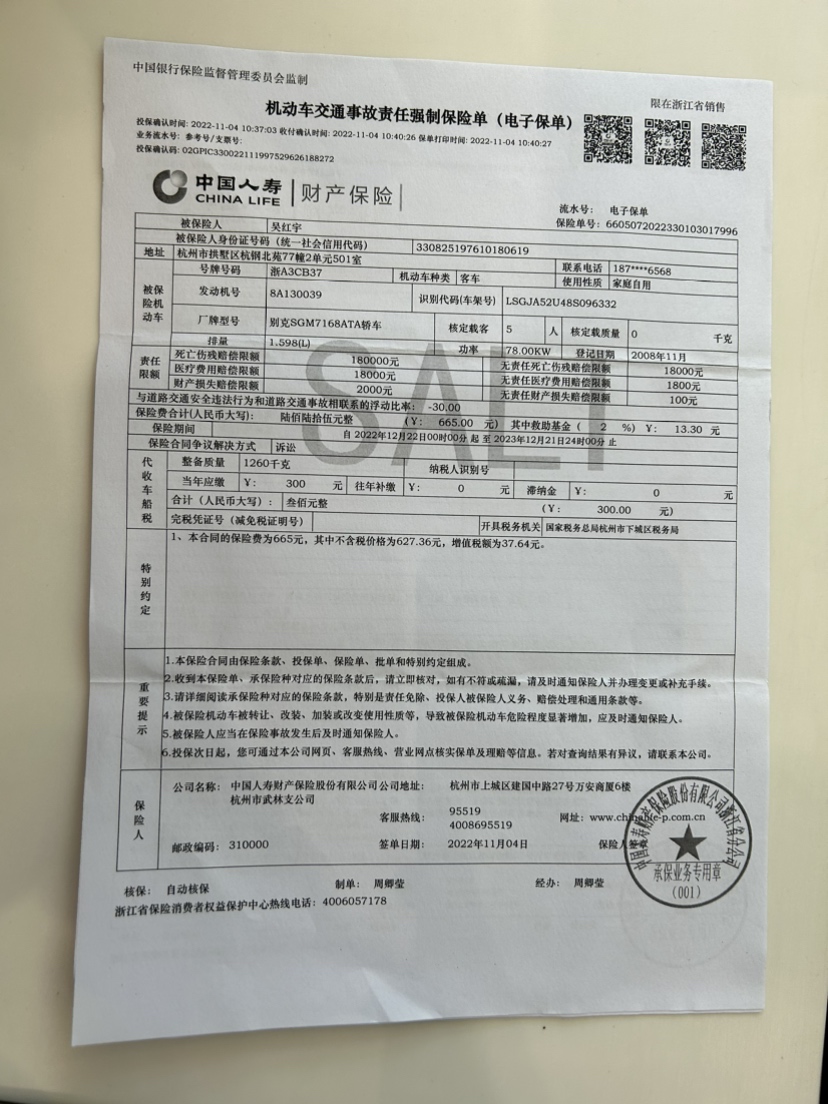 中国银行保险监督管理委员会监制
限在浙江省销售
机动车交通事故责任强制保险单（电子保单）
投保确认时间: 2022-11-04 10:37:03 收付确认时间: 2022-11-04 10:40:26 保单打印时间: 2022-11-04 10:40:27
业务流水号: 参考号/支票号:
投保确认码: 02GPIC330022111997529626188272
中国人寿 CHINA LIFE 财产保险
流水号: 电子保单
保险单号: 6605072022330103017996
被保险人 吴红宇
被保险人身份证号码（统一社会信用代码） 330825197610180619
地址 杭州市拱墅区杭钢北苑77幢2单元501室 联系电话 187****6568
被保险机动车
号牌号码 浙A3CB37 机动车种类 客车 使用性质 家庭自用
发动机号 8A130039 识别代码(车架号) LSGJA52U48S096332
厂牌型号 别克SGM7168ATA轿车 核定载客 5 人 核定载质量 0 千克
排量 1.598(L) 功率 78.00KW 登记日期 2008年11月
责任限额
死亡伤残赔偿限额 180000元 无责任死亡伤残赔偿限额 18000元
医疗费用赔偿限额 18000元 无责任医疗费用赔偿限额 1800元
财产损失赔偿限额 2000元 无责任财产损失赔偿限额 100元
与道路交通安全违法行为和道路交通事故相联系的浮动比率: -30.00
保险费合计(人民币大写): 陆佰陆拾伍元整 (￥: 665.00 元) 其中救助基金 ( 2 %) ￥: 13.30 元
保险期间 自 2022年12月22日00时00分 起 至 2023年12月21日24时00分 止
保险合同争议解决方式 诉讼
代收车船税
整备质量 1260千克 纳税人识别号
当年应缴 ￥: 300 元 往年补缴 ￥: 0 元 滞纳金 ￥: 0 元
合计（人民币大写）: 叁佰元整 (￥: 300.00 元)
完税凭证号（减免税证明号） 开具税务机关 国家税务总局杭州市下城区税务局
特别约定
1、本合同的保险费为665元，其中不含税价格为627.36元，增值税额为37.64元。
重要提示
1.本保险合同由保险条款、投保单、保险单、批单和特别约定组成。
2.收到本保险单、承保险种对应的保险条款后，请立即核对，如有不符或疏漏，请及时通知保险人并办理变更或补充手续。
3.请详细阅读承保险种对应的保险条款，特别是责任免除、投保人被保险人义务、赔偿处理和通用条款等。
4.被保险机动车被转让、改装、加装或改变使用性质等，导致被保险机动车危险程度显著增加，应及时通知保险人。
5.被保险人应当在保险事故发生后及时通知保险人。
6.投保次日起，您可通过本公司网页、客服热线、营业网点核实保单及理赔等信息。若对查询结果有异议，请联系本公司。
保险人
公司名称: 中国人寿财产保险股份有限公司 公司地址: 杭州市上城区建国中路27号万安商厦6楼
杭州市武林支公司
客服热线: 95519 网址: www.chinalife-p.com.cn
4008695519
邮政编码: 310000 签单日期: 2022年11月04日 保险人
中国人寿财产保险股份有限公司浙江省分公司
承保业务专用章
(001)
核保: 自动核保 制单: 周卿莹 经办: 周卿莹
浙江省保险消费者权益保护中心热线电话: 4006057178
SALI